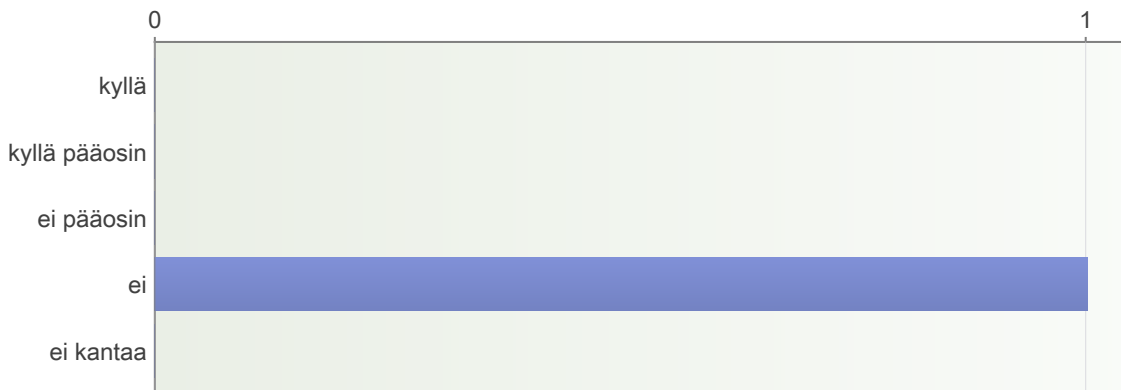 0 1
kyllä
kyllä pääosin
ei pääosin
ei
ei kantaa